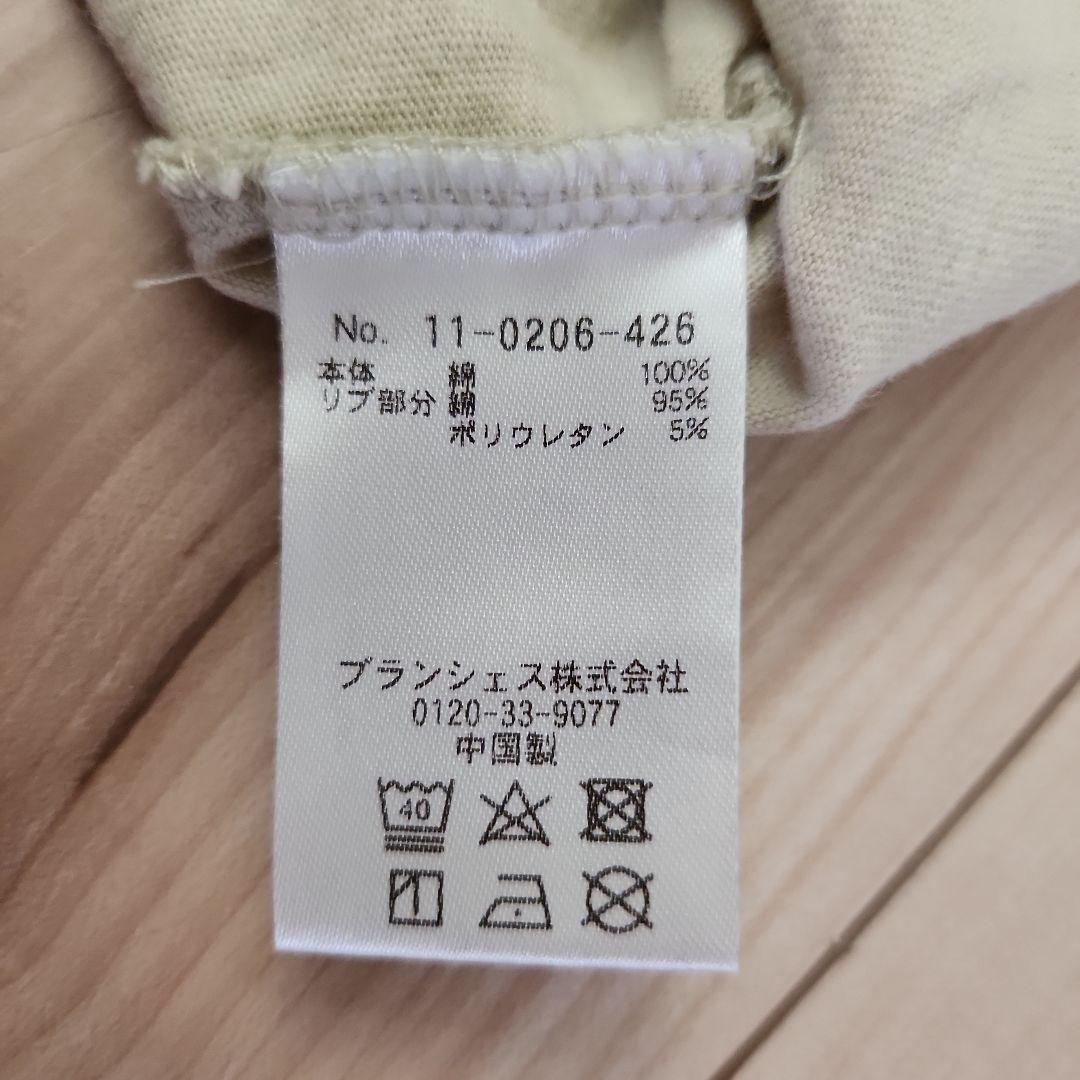 No. 11-0206-426
本体 綿 100%
リブ部分 綿 95%
ポリウレタン 5%
ブランシェス株式会社
0120-33-9077
中国製
40